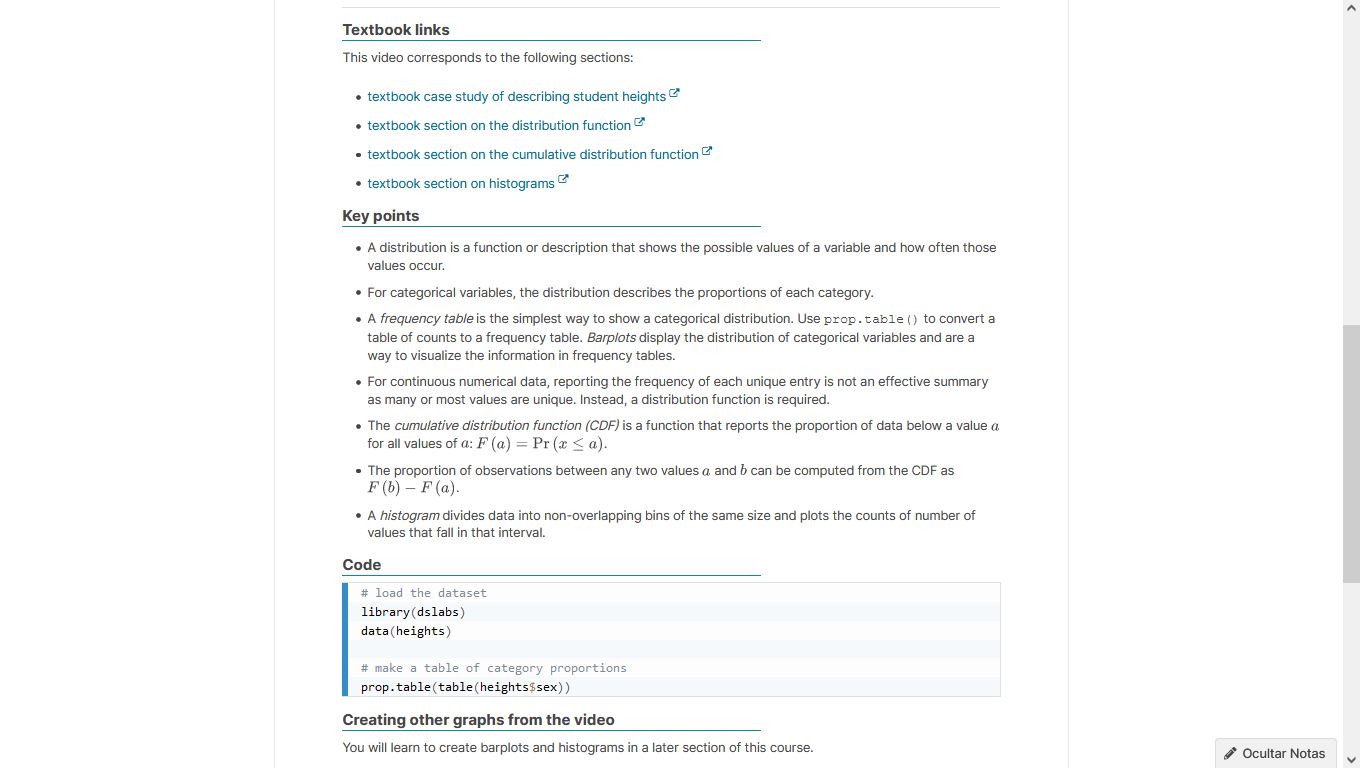 Textbook links
This video corresponds to the following sections:
• textbook case study of describing student heights
• textbook section on the distribution function
• textbook section on the cumulative distribution function
• textbook section on histograms
Key points
• A distribution is a function or description that shows the possible values of a variable and how often those
values occur.
• For categorical variables, the distribution describes the proportions of each category.
• A frequency table is the simplest way to show a categorical distribution. Use prop.table() to convert a
table of counts to a frequency table. Barplots display the distribution of categorical variables and are a
way to visualize the information in frequency tables.
• For continuous numerical data, reporting the frequency of each unique entry is not an effective summary
as many or most values are unique. Instead, a distribution function is required.
• The cumulative distribution function (CDF) is a function that reports the proportion of data below a value a
for all values of a: F (a) = Pr (x ≤ a).
• The proportion of observations between any two values a and b can be computed from the CDF as
F (b) − F (a).
• A histogram divides data into non-overlapping bins of the same size and plots the counts of number of
values that fall in that interval.
Code
# load the dataset
library(dslabs)
data(heights)
# make a table of category proportions
prop.table(table(heights$sex))
Creating other graphs from the video
You will learn to create barplots and histograms in a later section of this course.
Ocultar Notas